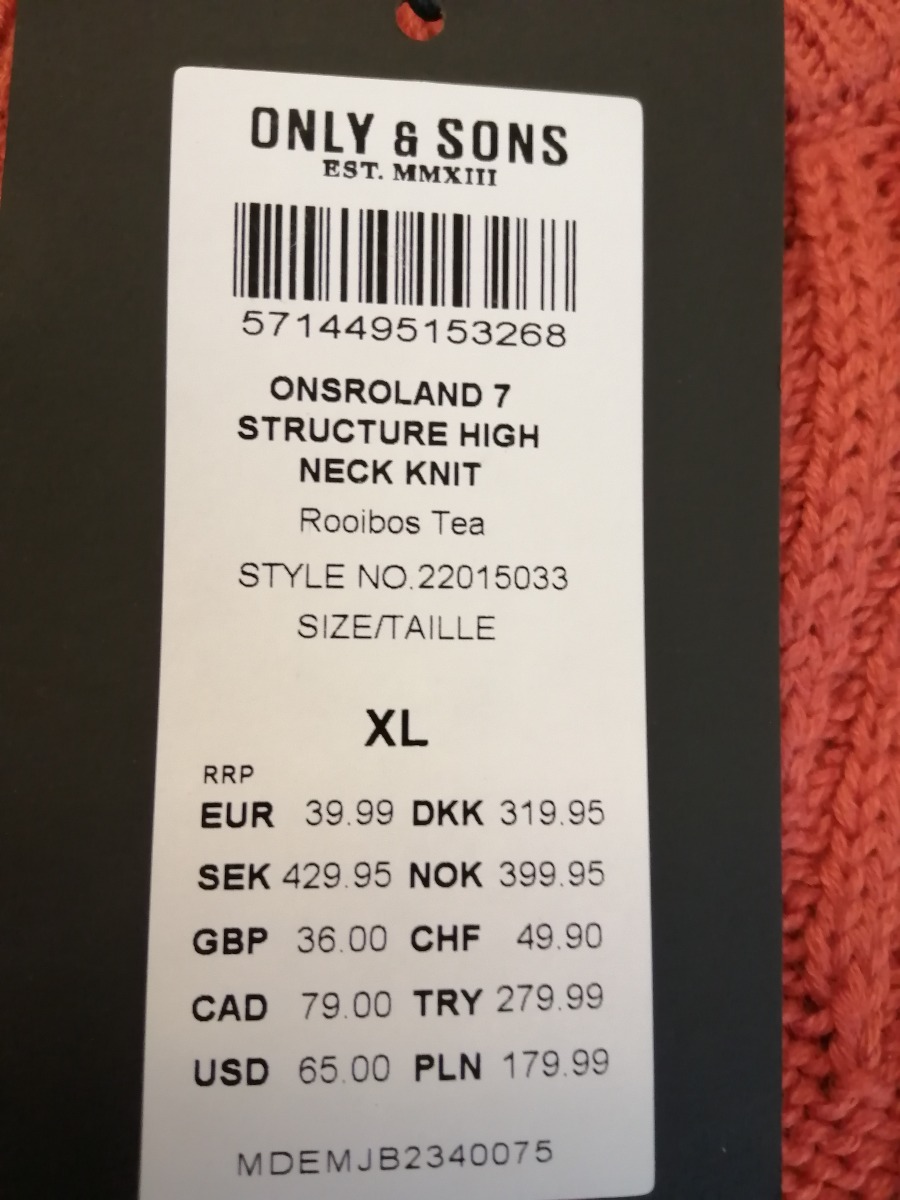 ONLY & SONS
EST. MMXIII
5714495153268
ONSROLAND 7
STRUCTURE HIGH
NECK KNIT
Rooibos Tea
STYLE NO.22015033
SIZE/TAILLE
XL
RRP
EUR 39.99 DKK 319.95
SEK 429.95 NOK 399.95
GBP 36.00 CHF 49.90
CAD 79.00 TRY 279.99
USD 65.00 PLN 179.99
MDEMJB2340075